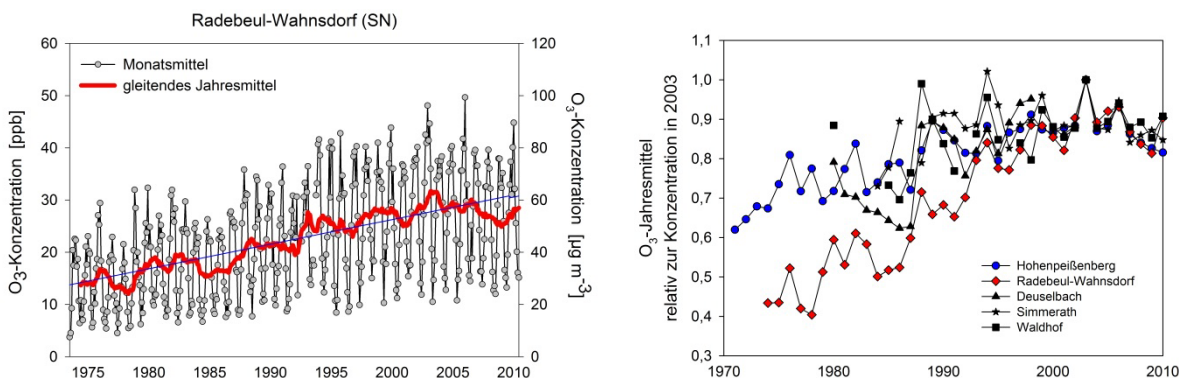 Radebeul-Wahnsdorf (SN)
O₃-Konzentration [ppb]
60
50
40
30
20
10
0
Monatsmittel
gleitendes Jahresmittel
120
100
80
60
40
20
0
O₃-Konzentration [µg m⁻³]
1975 1980 1985 1990 1995 2000 2005 2010
O₃-Jahresmittel
relativ zur Konzentration in 2003
1,1
1,0
0,9
0,8
0,7
0,6
0,5
0,4
0,3
Hohenpeißenberg
Radebeul-Wahnsdorf
Deuselbach
Simmerath
Waldhof
1970 1980 1990 2000 2010